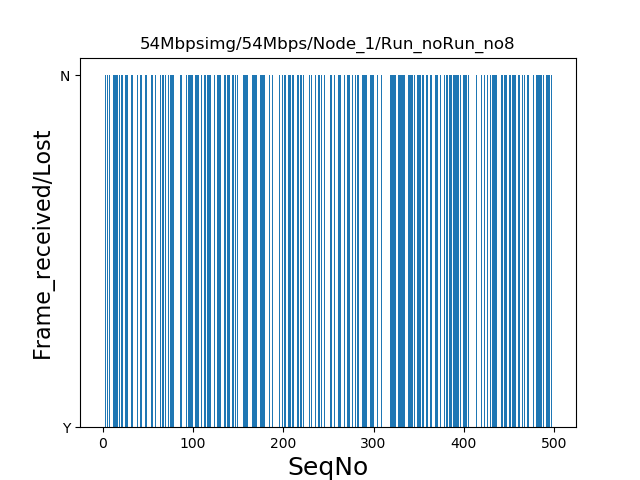 54Mbpsimg/54Mbps/Node_1/Run_noRun_no8
N
Frame_received/Lost
Y
0 100 200 300 400 500
SeqNo